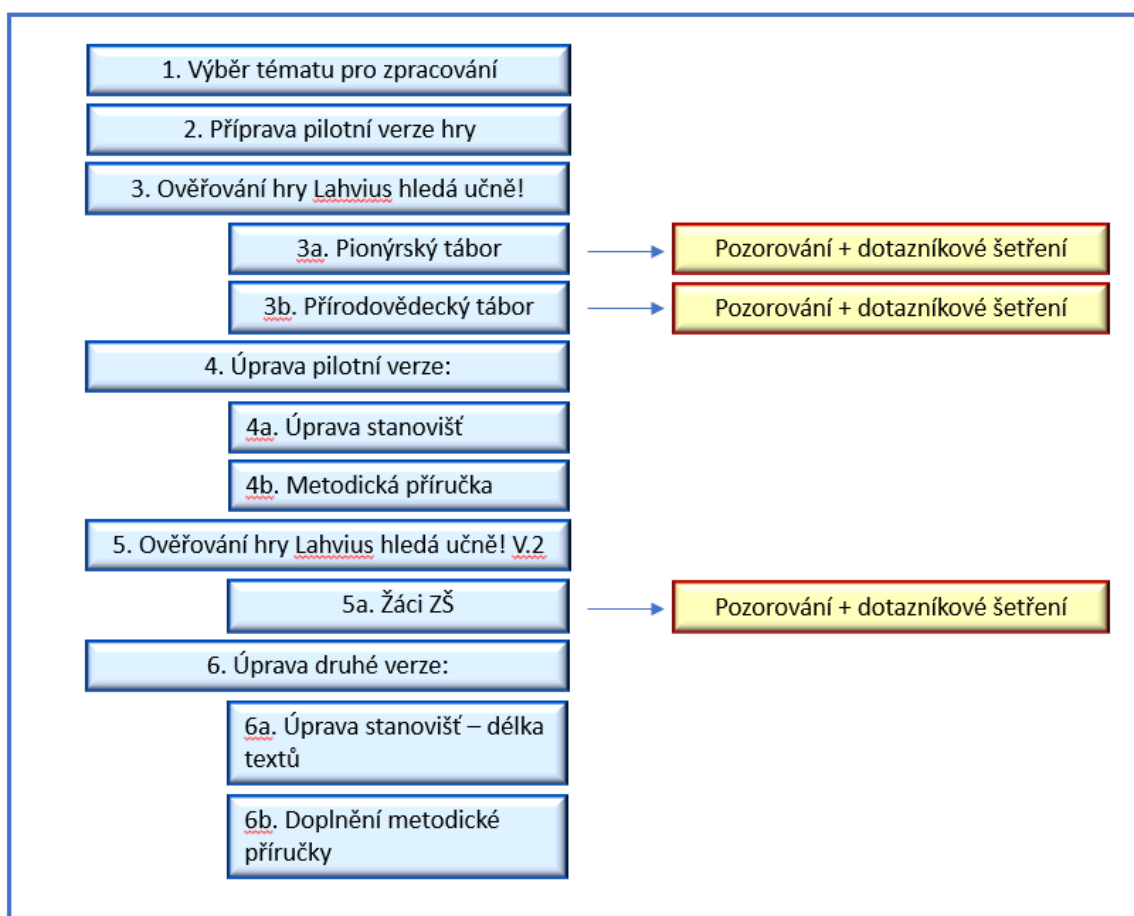 1. Výběr tématu pro zpracování
2. Příprava pilotní verze hry
3. Ověřování hry Lahvius hledá učně!
3a. Pionýrský tábor
Pozorování + dotazníkové šetření
3b. Přírodovědecký tábor
Pozorování + dotazníkové šetření
4. Úprava pilotní verze:
4a. Úprava stanovišť
4b. Metodická příručka
5. Ověřování hry Lahvius hledá učně! V.2
5a. Žáci ZŠ
Pozorování + dotazníkové šetření
6. Úprava druhé verze:
6a. Úprava stanovišť – délka
textů
6b. Doplnění metodické
příručky